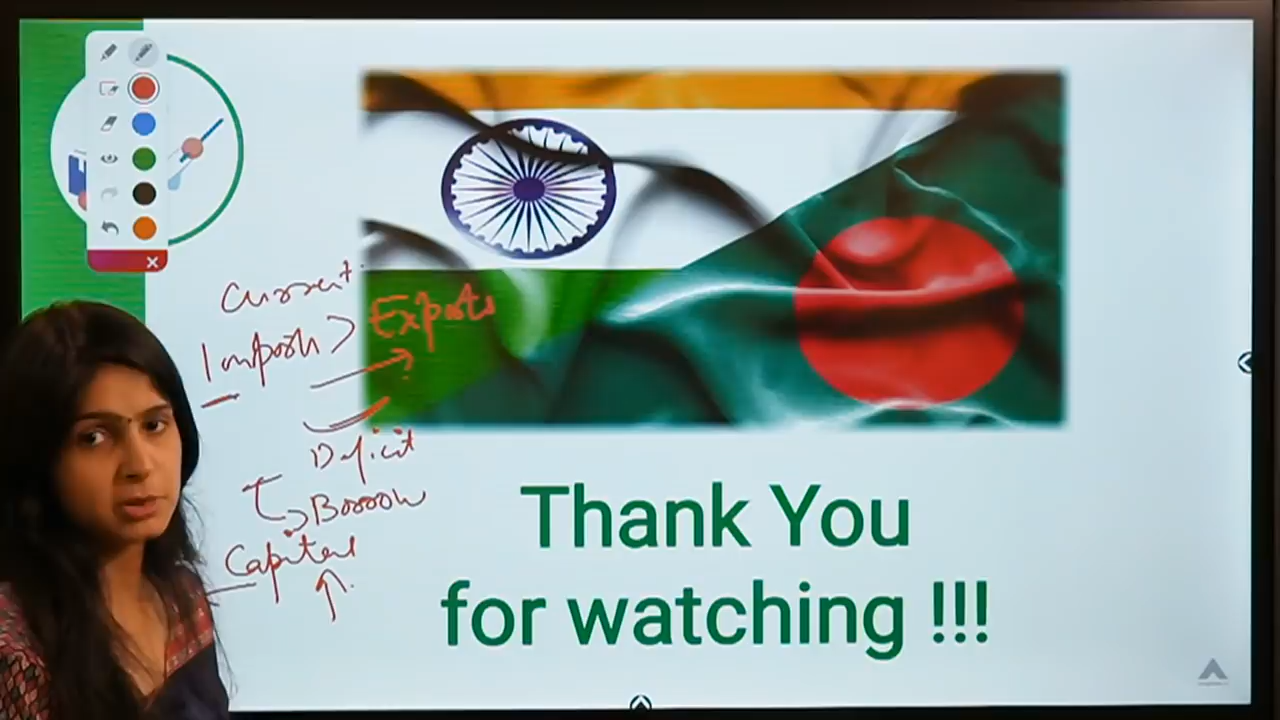 Current
Imports > Exports
Deficit
Borrow
Capital
Thank You
for watching !!!